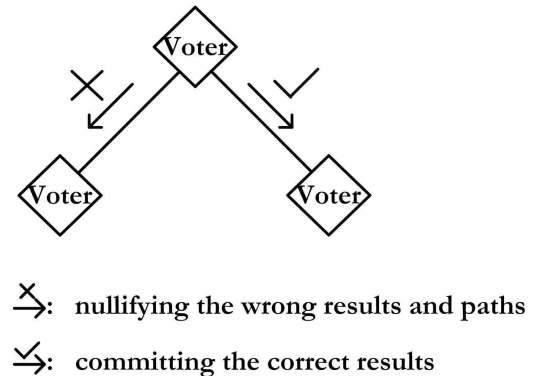 Voter
Voter Voter
: nullifying the wrong results and paths
: committing the correct results